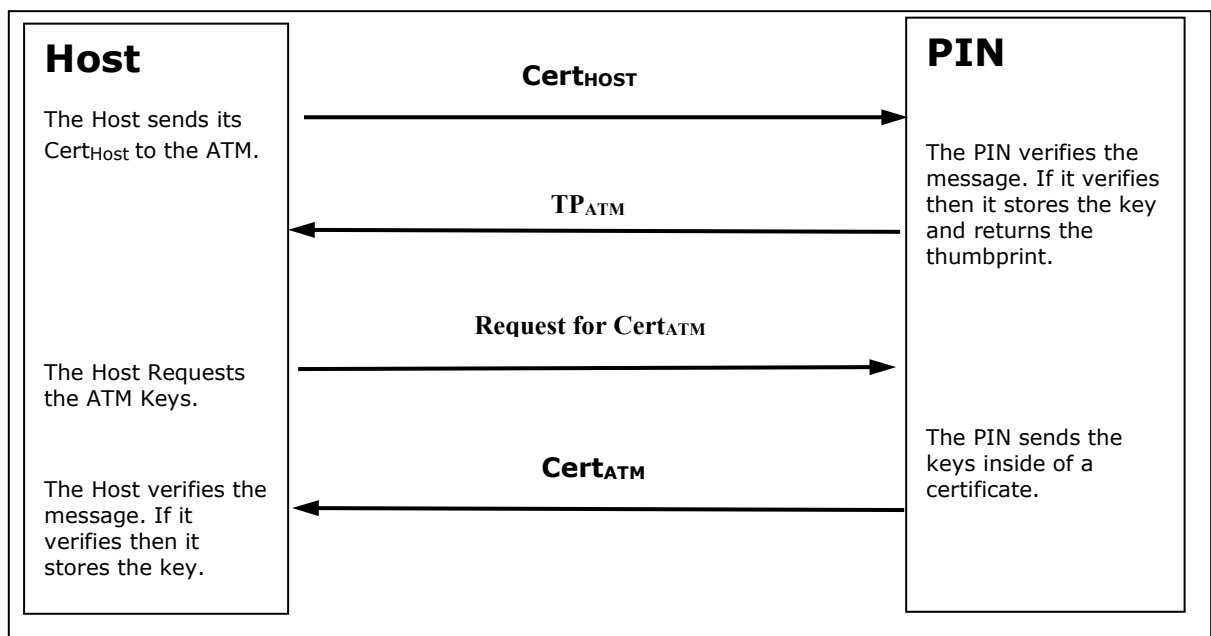 Host
The Host sends its
CertHost to the ATM.
CertHOST
PIN
The PIN verifies the
message. If it verifies
then it stores the key
and returns the
thumbprint.
TPATM
Request for CertATM
The Host Requests
the ATM Keys.
The PIN sends the
keys inside of a
certificate.
CertATM
The Host verifies the
message. If it
verifies then it
stores the key.